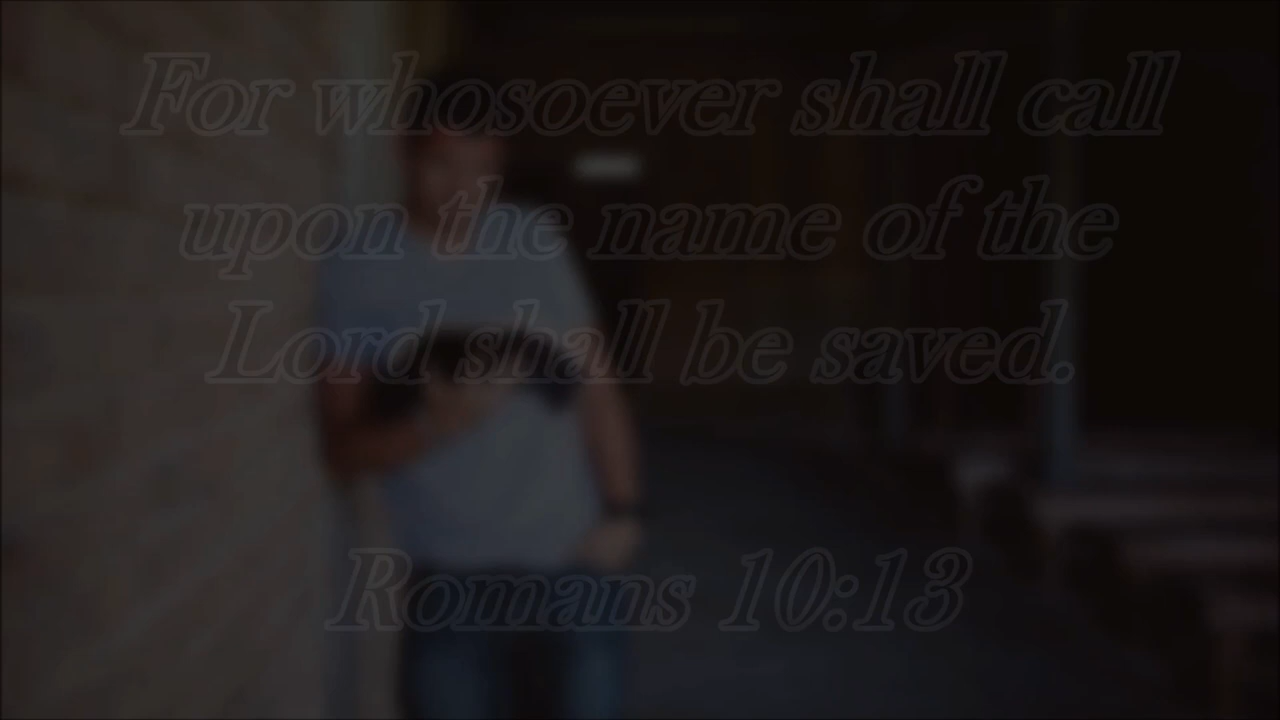 For whosoever shall call
upon the name of the
Lord shall be saved.
Romans 10:13